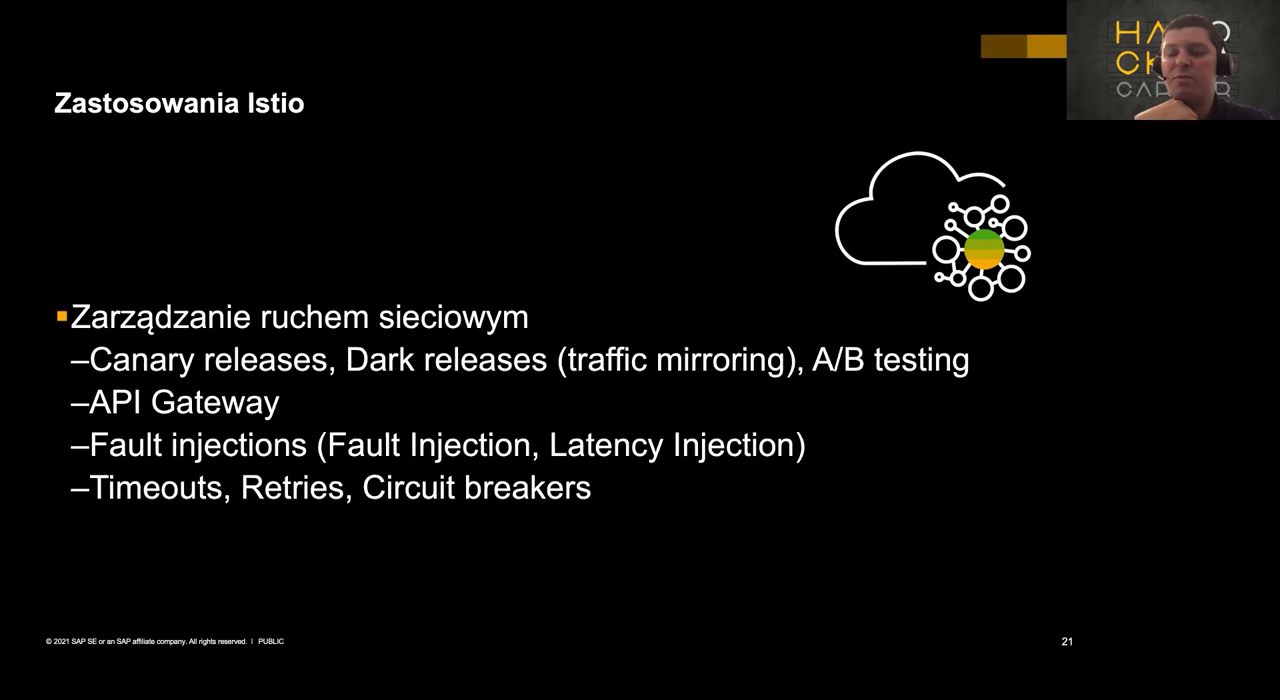 Zastosowania Istio
▪Zarządzanie ruchem sieciowym
–Canary releases, Dark releases (traffic mirroring), A/B testing
–API Gateway
–Fault injections (Fault Injection, Latency Injection)
–Timeouts, Retries, Circuit breakers
© 2021 SAP SE or an SAP affiliate company. All rights reserved. I PUBLIC
21